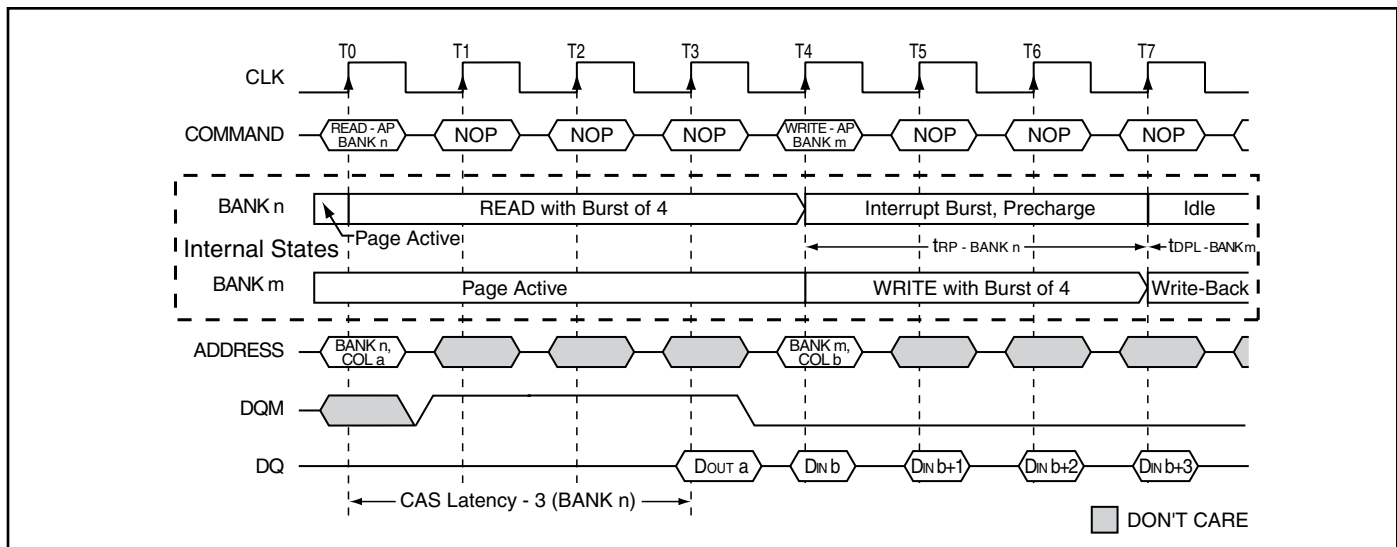 T0 T1 T2 T3 T4 T5 T6 T7
CLK
COMMAND READ - AP BANK n NOP NOP NOP WRITE - AP BANK m NOP NOP NOP
BANK n READ with Burst of 4 Interrupt Burst, Precharge Idle
Page Active
Internal States
tRP - BANK n tDPL - BANK m
BANK m Page Active WRITE with Burst of 4 Write-Back
ADDRESS BANK n, COL a BANK m, COL b
DQM
DQ DOUT a DIN b DIN b+1 DIN b+2 DIN b+3
CAS Latency - 3 (BANK n)
DON'T CARE